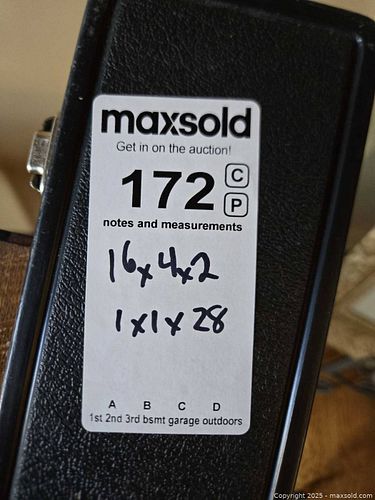 maxsold
Get in on the auction!
172 C
P
notes and measurements
16x4x2
1x1x28
A B C D
1st 2nd 3rd bsmt garage outdoors
Copyright 2025 - maxsold.com